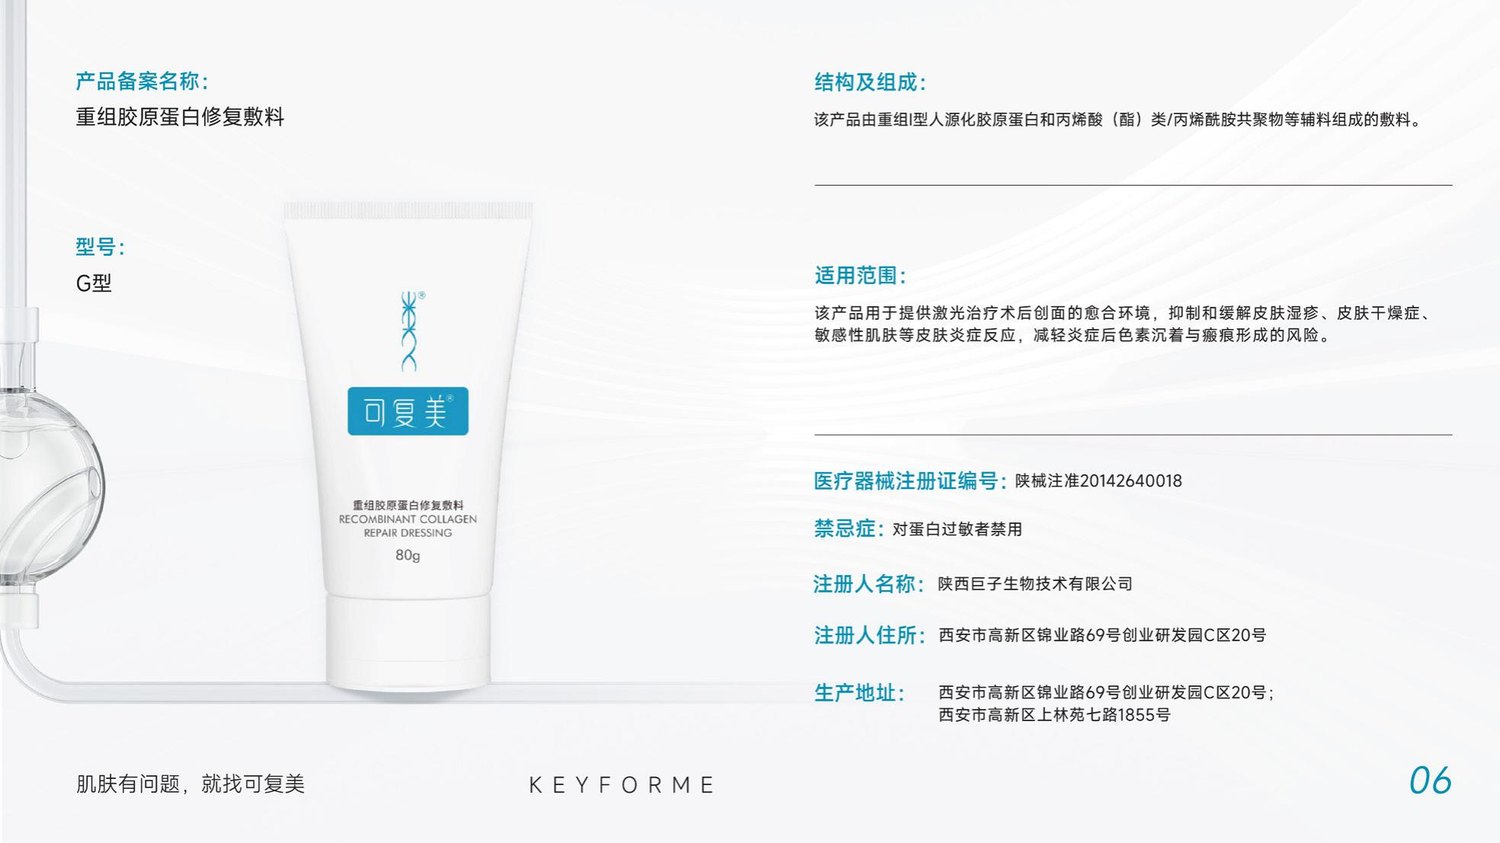 产品备案名称：
重组胶原蛋白修复敷料
型号：
G型
可复美®
重组胶原蛋白修复敷料
RECOMBINANT COLLAGEN
REPAIR DRESSING
80g
结构及组成：
该产品由重组I型人源化胶原蛋白和丙烯酸（酯）类/丙烯酰胺共聚物等辅料组成的敷料。
适用范围：
该产品用于提供激光治疗术后创面的愈合环境，抑制和缓解皮肤湿疹、皮肤干燥症、
敏感性肌肤等皮肤炎症反应，减轻炎症后色素沉着与瘢痕形成的风险。
医疗器械注册证编号：陕械注准20142640018
禁忌症：对蛋白过敏者禁用
注册人名称：陕西巨子生物技术有限公司
注册人住所：西安市高新区锦业路69号创业研发园C区20号
生产地址：西安市高新区锦业路69号创业研发园C区20号；
西安市高新区上林苑七路1855号
肌肤有问题，就找可复美
KEYFORME
06